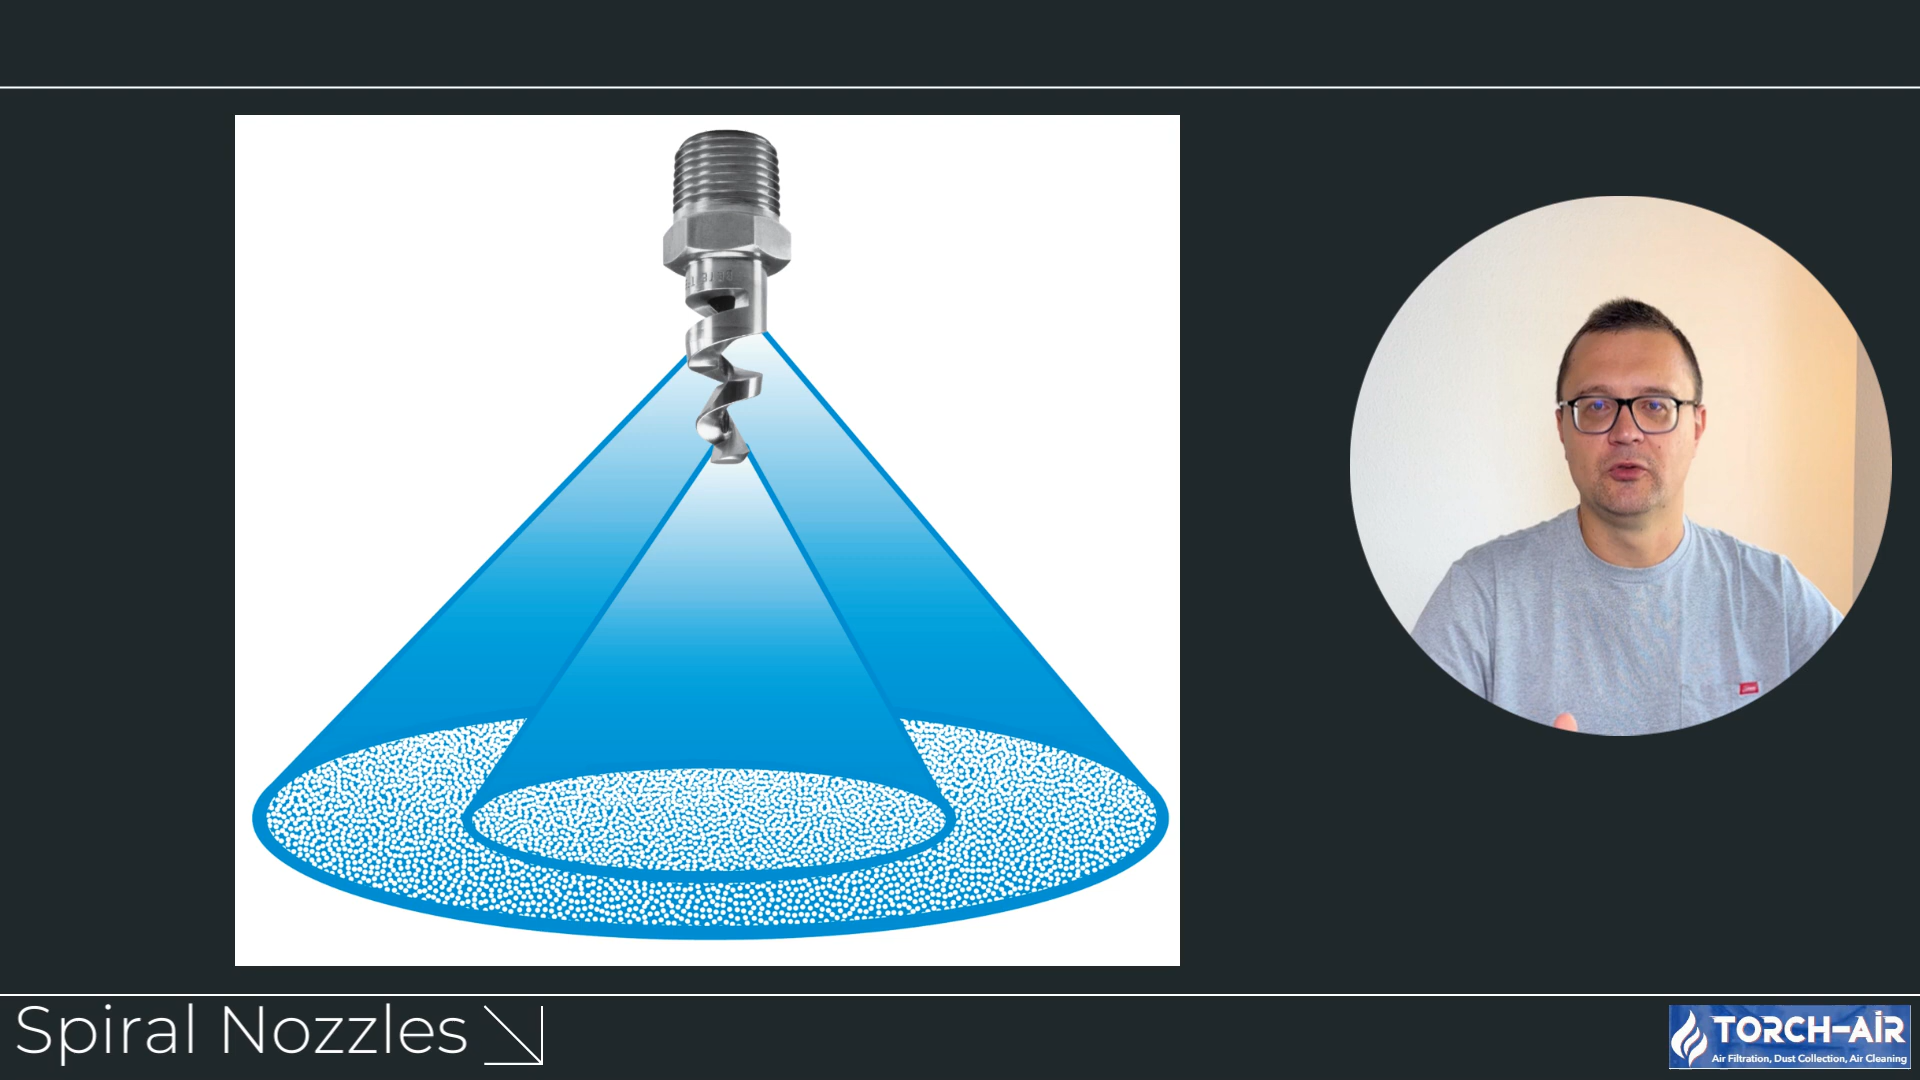 Spiral Nozzles
TORCH-AIR
Air Filtration, Dust Collection, Air Cleaning